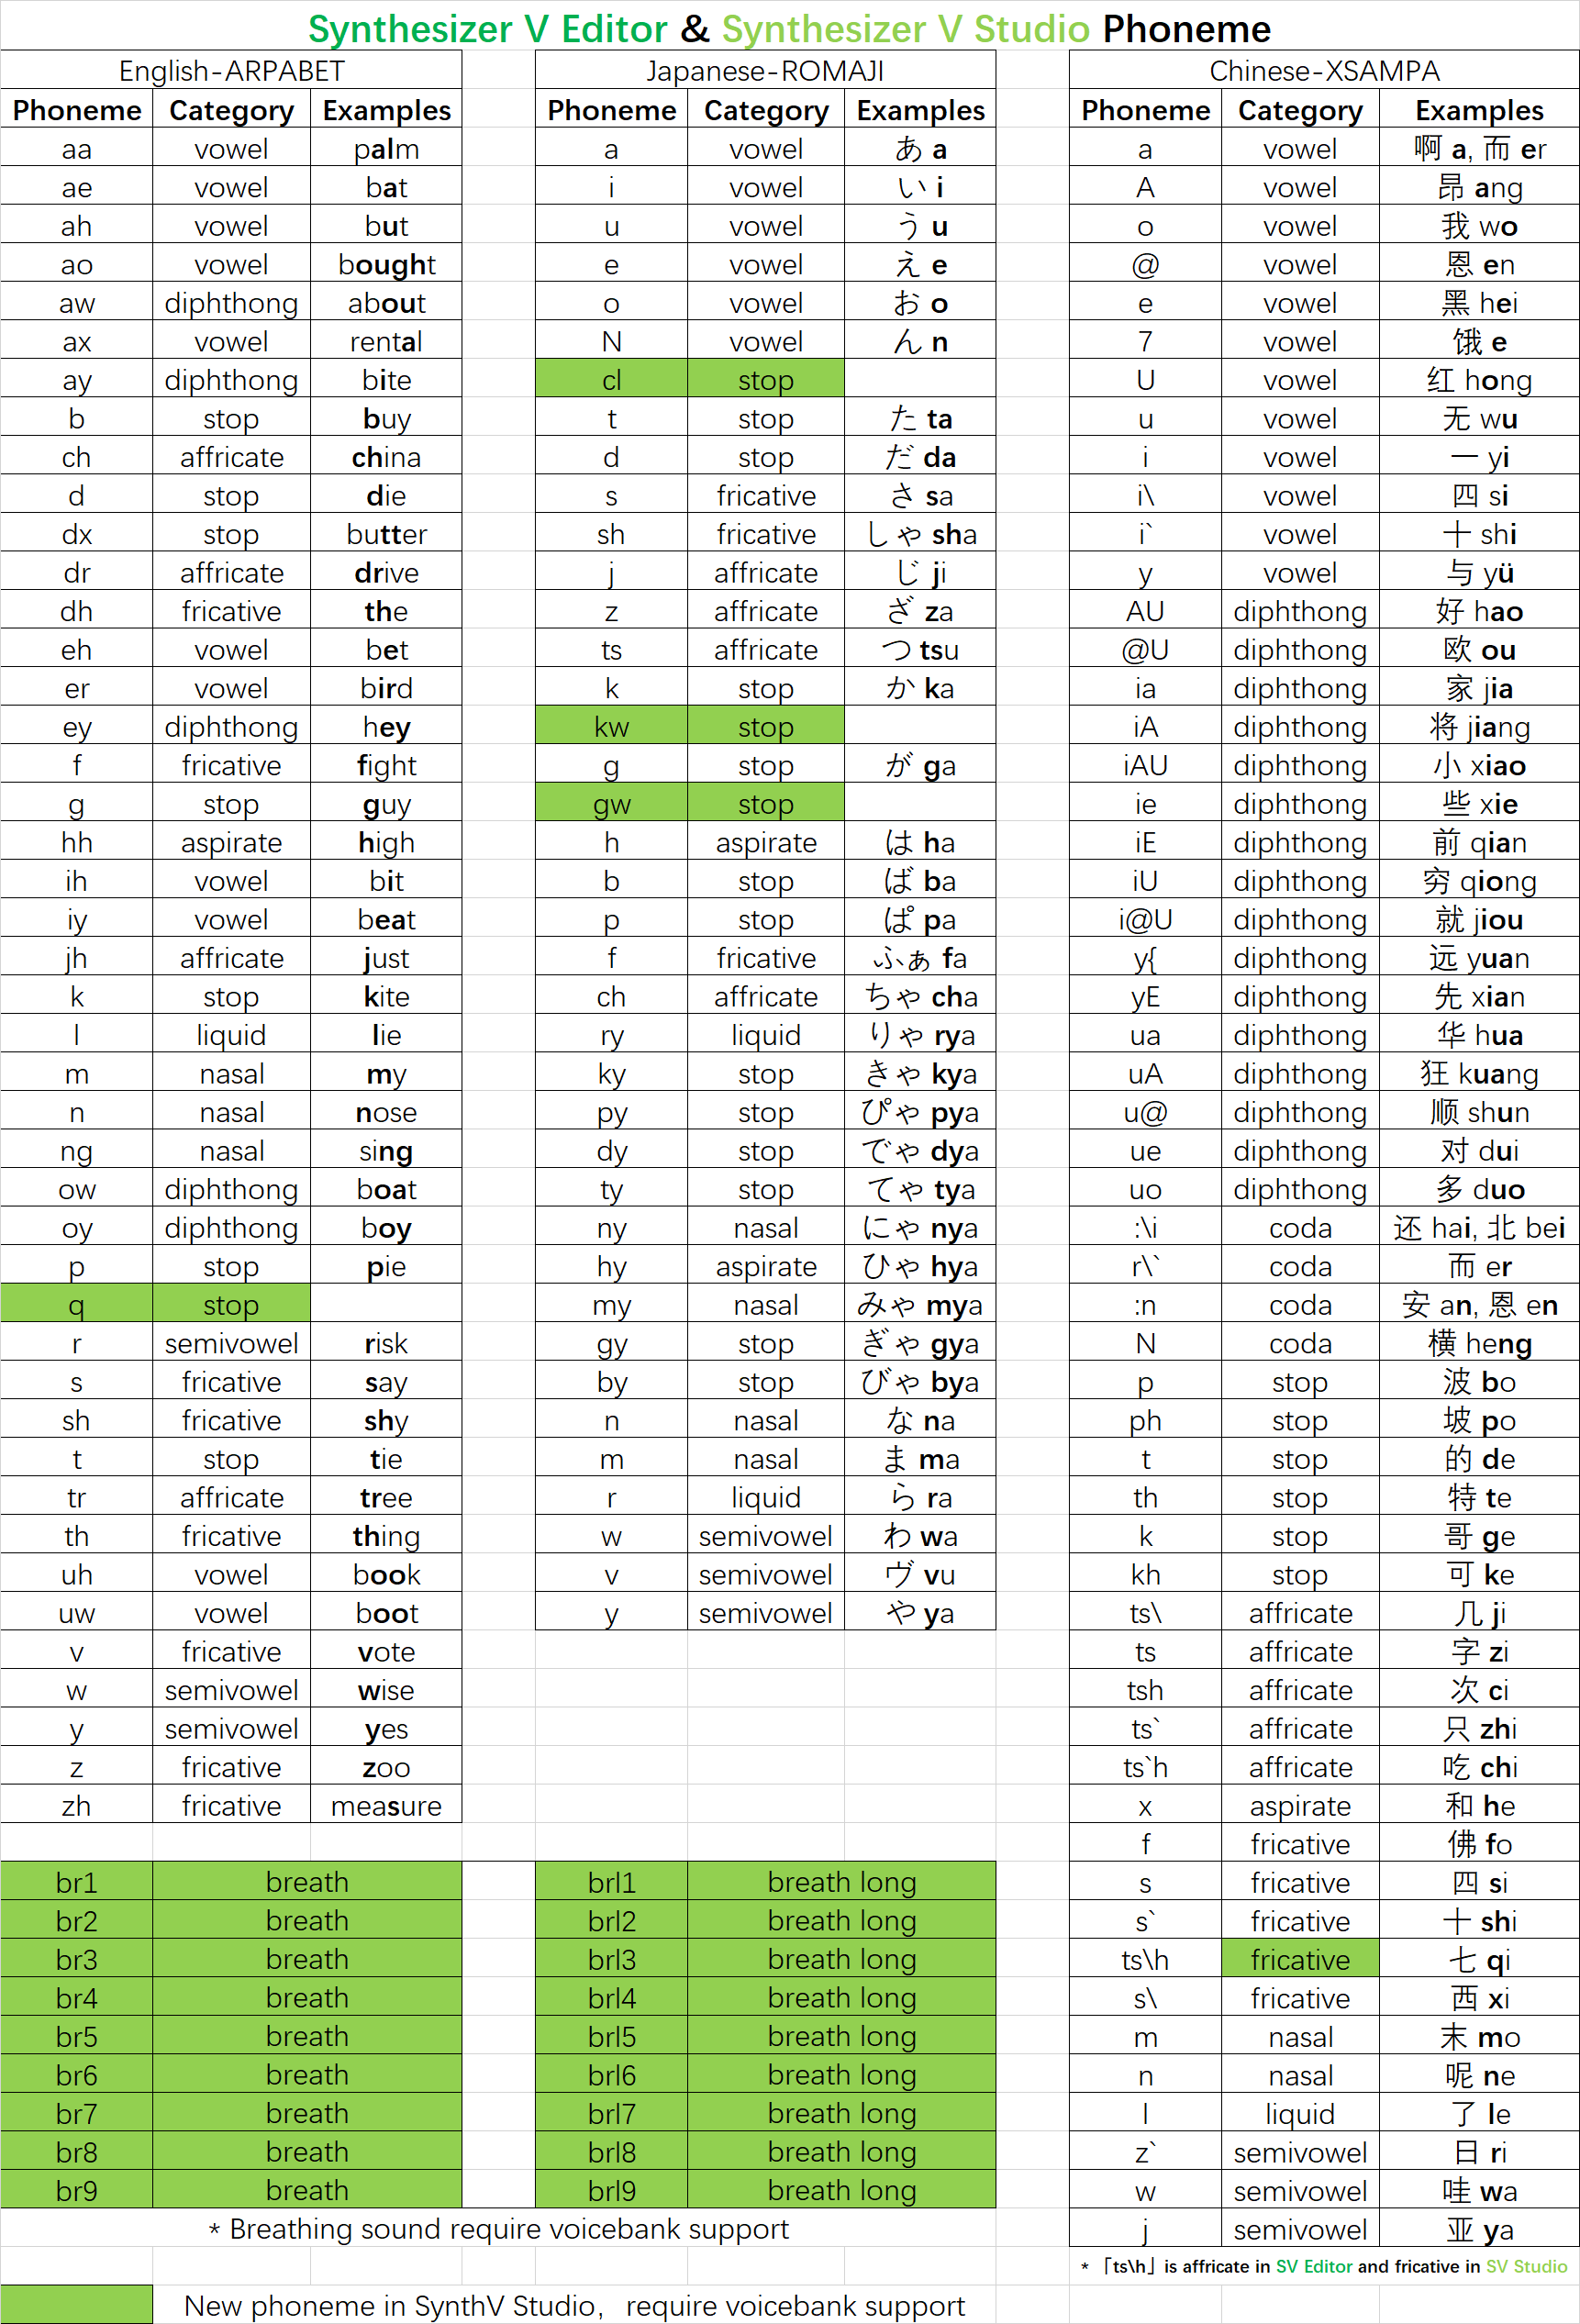 Synthesizer V Editor & Synthesizer V Studio Phoneme
English-ARPABET Japanese-ROMAJI Chinese-XSAMPA
Phoneme Category Examples Phoneme Category Examples Phoneme Category Examples
aa vowel palm a vowel あ a a vowel 啊 a, 而 er
ae vowel bat i vowel い i A vowel 昂 ang
ah vowel but u vowel う u o vowel 我 wo
ao vowel bought e vowel え e @ vowel 恩 en
aw diphthong about o vowel お o e vowel 黑 hei
ax vowel rental N vowel ん n 7 vowel 饿 e
ay diphthong bite cl stop U vowel 红 hong
b stop buy t stop た ta u vowel 无 wu
ch affricate china d stop だ da i vowel 一 yi
d stop die s fricative さ sa i\ vowel 四 si
dx stop butter sh fricative しゃ sha i` vowel 十 shi
dr affricate drive j affricate じ ji y vowel 与 yü
dh fricative the z affricate ざ za AU diphthong 好 hao
eh vowel bet ts affricate つ tsu @U diphthong 欧 ou
er vowel bird k stop か ka ia diphthong 家 jia
ey diphthong hey kw stop iA diphthong 将 jiang
f fricative fight g stop が ga iAU diphthong 小 xiao
g stop guy gw stop ie diphthong 些 xie
hh aspirate high h aspirate は ha iE diphthong 前 qian
ih vowel bit b stop ば ba iU diphthong 穷 qiong
iy vowel beat p stop ぱ pa i@U diphthong 就 jiou
jh affricate just f fricative ふぁ fa y{ diphthong 远 yuan
k stop kite ch affricate ちゃ cha yE diphthong 先 xian
l liquid lie ry liquid りゃ rya ua diphthong 华 hua
m nasal my ky stop きゃ kya uA diphthong 狂 kuang
n nasal nose py stop ぴゃ pya u@ diphthong 顺 shun
ng nasal sing dy stop でゃ dya ue diphthong 对 dui
ow diphthong boat ty stop てゃ tya uo diphthong 多 duo
oy diphthong boy ny nasal にゃ nya :\i coda 还 hai, 北 bei
p stop pie hy aspirate ひゃ hya r\` coda 而 er
q stop my nasal みゃ mya :n coda 安 an, 恩 en
r semivowel risk gy stop ぎゃ gya N coda 横 heng
s fricative say by stop びゃ bya p stop 波 bo
sh fricative shy n nasal な na ph stop 坡 po
t stop tie m nasal ま ma t stop 的 de
tr affricate tree r liquid ら ra th stop 特 te
th fricative thing w semivowel わ wa k stop 哥 ge
uh vowel book v semivowel ヴ vu kh stop 可 ke
uw vowel boot y semivowel や ya ts\ affricate 几 ji
v fricative vote ts affricate 字 zi
w semivowel wise tsh affricate 次 ci
y semivowel yes ts` affricate 只 zhi
z fricative zoo ts`h affricate 吃 chi
zh fricative measure x aspirate 和 he
f fricative 佛 fo
br1 breath brl1 breath long s fricative 四 si
br2 breath brl2 breath long s` fricative 十 shi
br3 breath brl3 breath long ts\h fricative 七 qi
br4 breath brl4 breath long s\ fricative 西 xi
br5 breath brl5 breath long m nasal 末 mo
br6 breath brl6 breath long n nasal 呢 ne
br7 breath brl7 breath long l liquid 了 le
br8 breath brl8 breath long z` semivowel 日 ri
br9 breath brl9 breath long w semivowel 哇 wa
* Breathing sound require voicebank support j semivowel 亚 ya
* 「ts\h」is affricate in SV Editor and fricative in SV Studio
New phoneme in SynthV Studio, require voicebank support